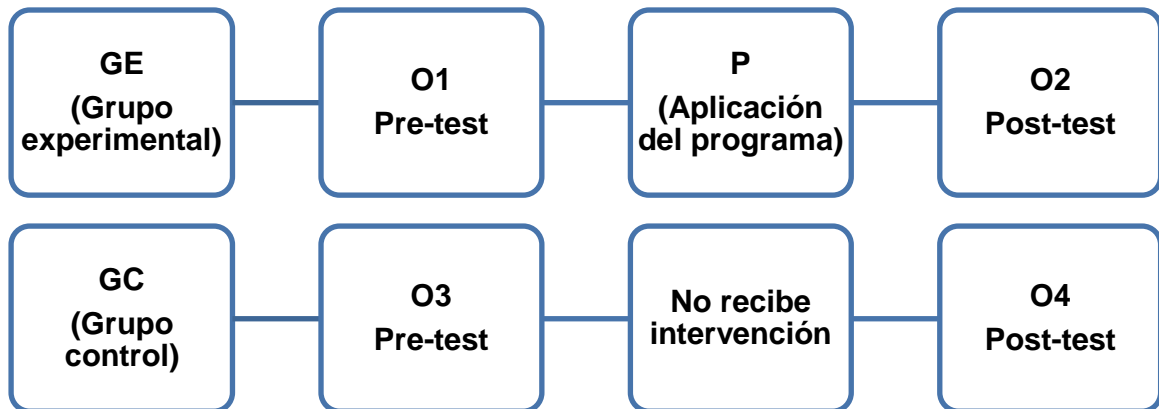 GE
(Grupo
experimental)
O1
Pre-test
P
(Aplicación
del programa)
O2
Post-test
GC
(Grupo
control)
O3
Pre-test
No recibe
intervención
O4
Post-test